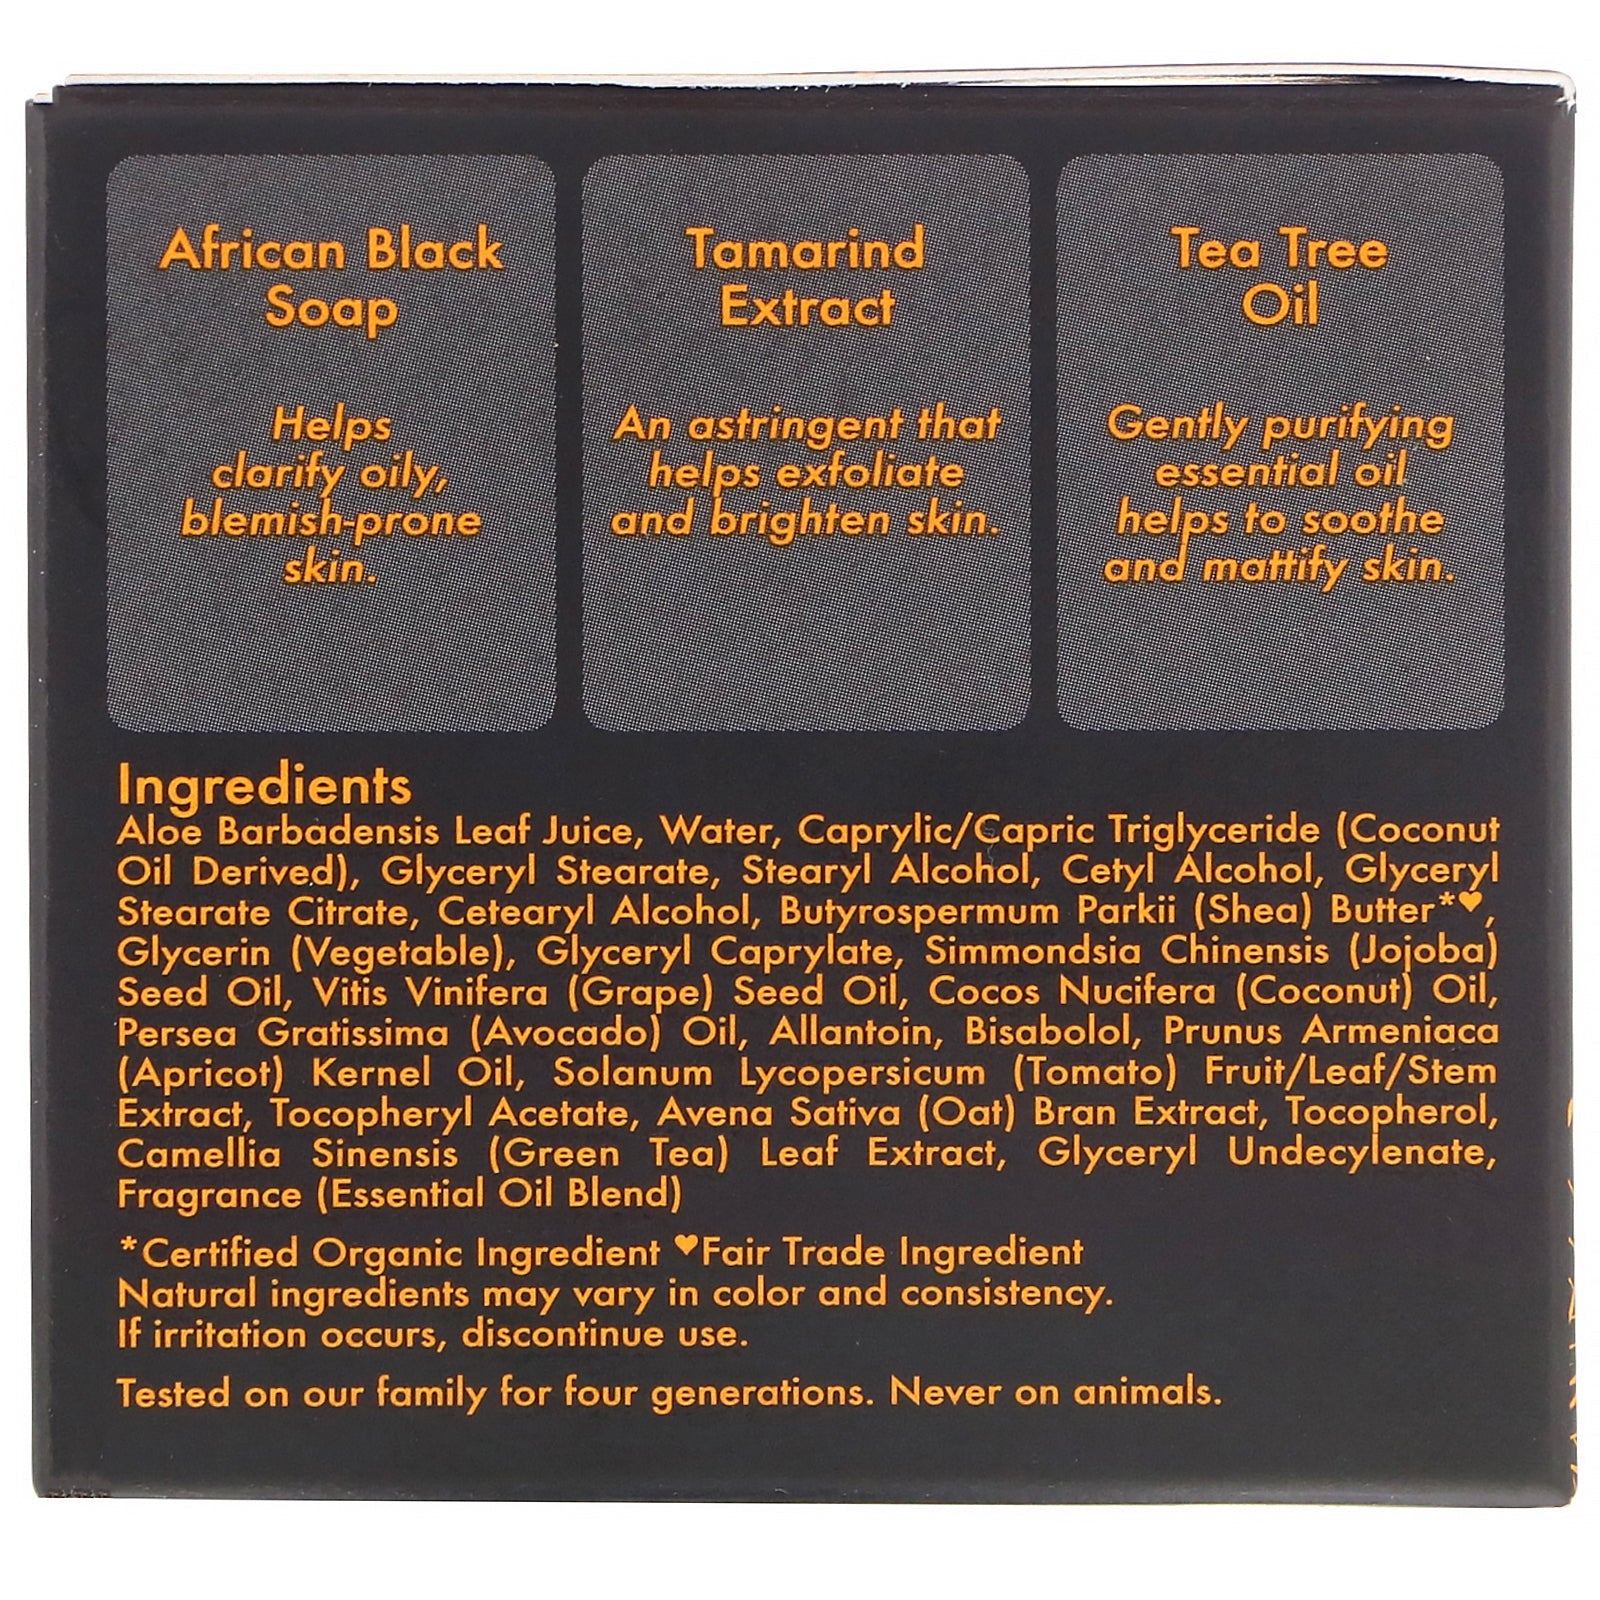 African Black
Soap
Helps
clarify oily,
blemish-prone
skin.
Tamarind
Extract
An astringent that
helps exfoliate
and brighten skin.
Tea Tree
Oil
Gently purifying
essential oil
helps to soothe
and mattify skin.
Ingredients
Aloe Barbadensis Leaf Juice, Water, Caprylic/Capric Triglyceride (Coconut
Oil Derived), Glyceryl Stearate, Stearyl Alcohol, Cetyl Alcohol, Glyceryl
Stearate Citrate, Cetearyl Alcohol, Butyrospermum Parkii (Shea) Butter*♥,
Glycerin (Vegetable), Glyceryl Caprylate, Simmondsia Chinensis (Jojoba)
Seed Oil, Vitis Vinifera (Grape) Seed Oil, Cocos Nucifera (Coconut) Oil,
Persea Gratissima (Avocado) Oil, Allantoin, Bisabolol, Prunus Armeniaca
(Apricot) Kernel Oil, Solanum Lycopersicum (Tomato) Fruit/Leaf/Stem
Extract, Tocopheryl Acetate, Avena Sativa (Oat) Bran Extract, Tocopherol,
Camellia Sinensis (Green Tea) Leaf Extract, Glyceryl Undecylenate,
Fragrance (Essential Oil Blend)
*Certified Organic Ingredient ♥Fair Trade Ingredient
Natural ingredients may vary in color and consistency.
If irritation occurs, discontinue use.
Tested on our family for four generations. Never on animals.